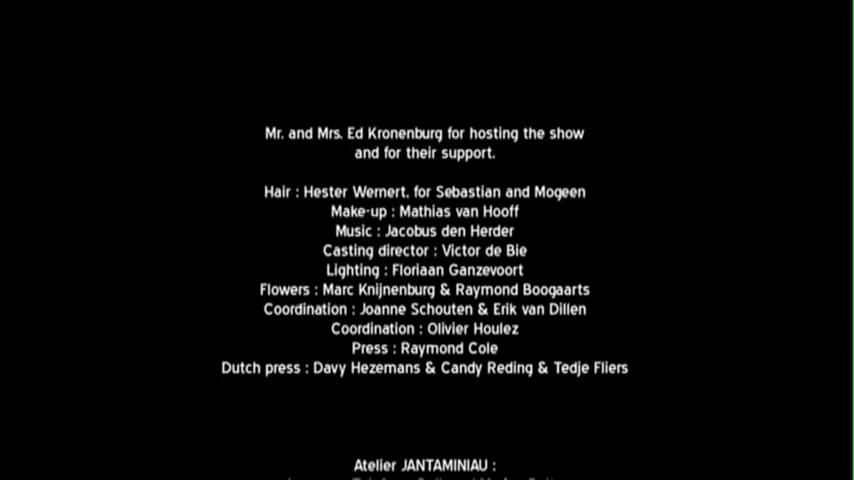 Mr. and Mrs. Ed Kronenburg for hosting the show
and for their support.
Hair : Hester Wernert, for Sebastian and Mogeen
Make-up : Mathias van Hooff
Music : Jacobus den Herder
Casting director : Victor de Bie
Lighting : Floriaan Ganzevoort
Flowers : Marc Knijnenburg & Raymond Boogaarts
Coordination : Joanne Schouten & Erik van Dillen
Coordination : Olivier Houlez
Press : Raymond Cole
Dutch press : Davy Hezemans & Candy Reding & Tedje Fliers
Atelier JANTAMINIAU :